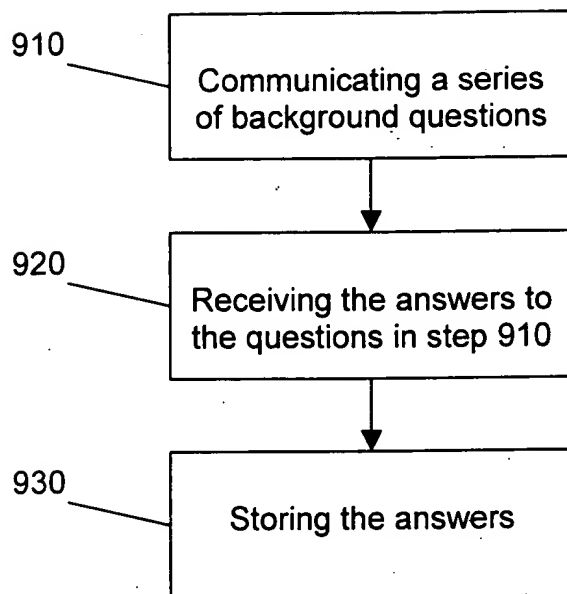 910
Communicating a series
of background questions
920
Receiving the answers to
the questions in step 910
930
Storing the answers